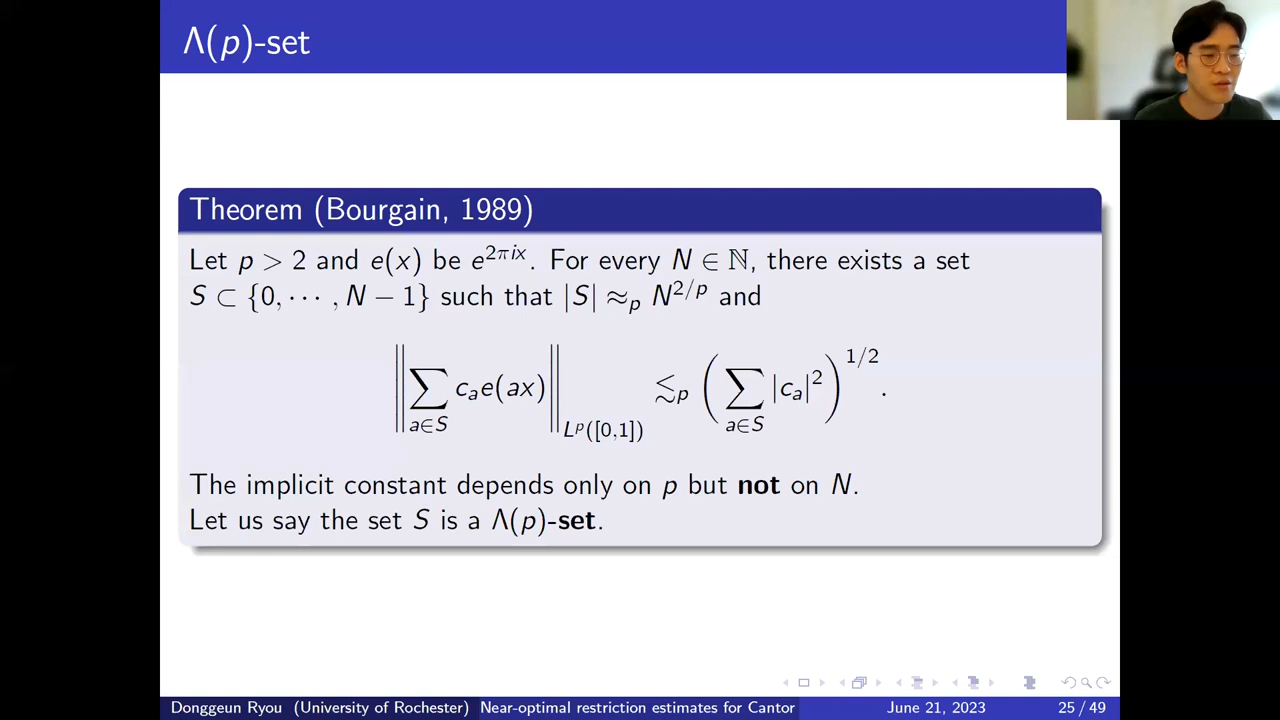 Λ(p)-set
Theorem (Bourgain, 1989)
Let p > 2 and e(x) be e^{2πix}. For every N ∈ ℕ, there exists a set
S ⊂ {0, ⋯ , N − 1} such that |S| ≈_p N^{2/p} and
‖∑_{a∈S} c_a e(ax)‖_{L^p([0,1])} ≲_p (∑_{a∈S} |c_a|^2)^{1/2}.
The implicit constant depends only on p but not on N.
Let us say the set S is a Λ(p)-set.
Donggeun Ryou (University of Rochester) Near-optimal restriction estimates for Cantor June 21, 2023 25 / 49